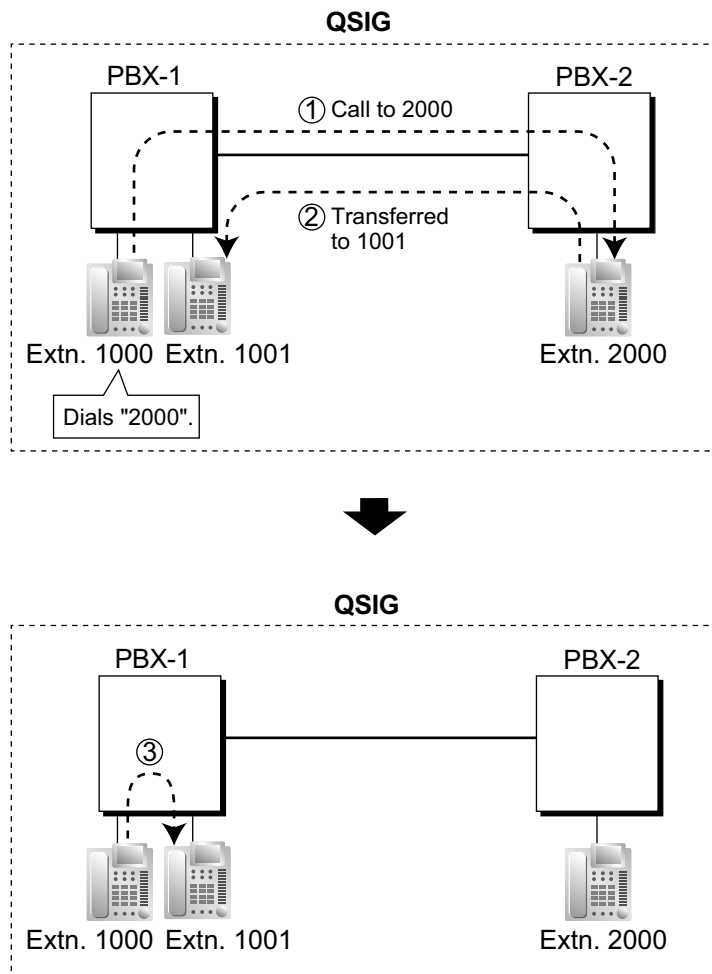 QSIG
PBX-1
PBX-2
① Call to 2000
② Transferred
to 1001
Extn. 1000 Extn. 1001
Extn. 2000
Dials "2000".
QSIG
PBX-1
PBX-2
③
Extn. 1000 Extn. 1001
Extn. 2000